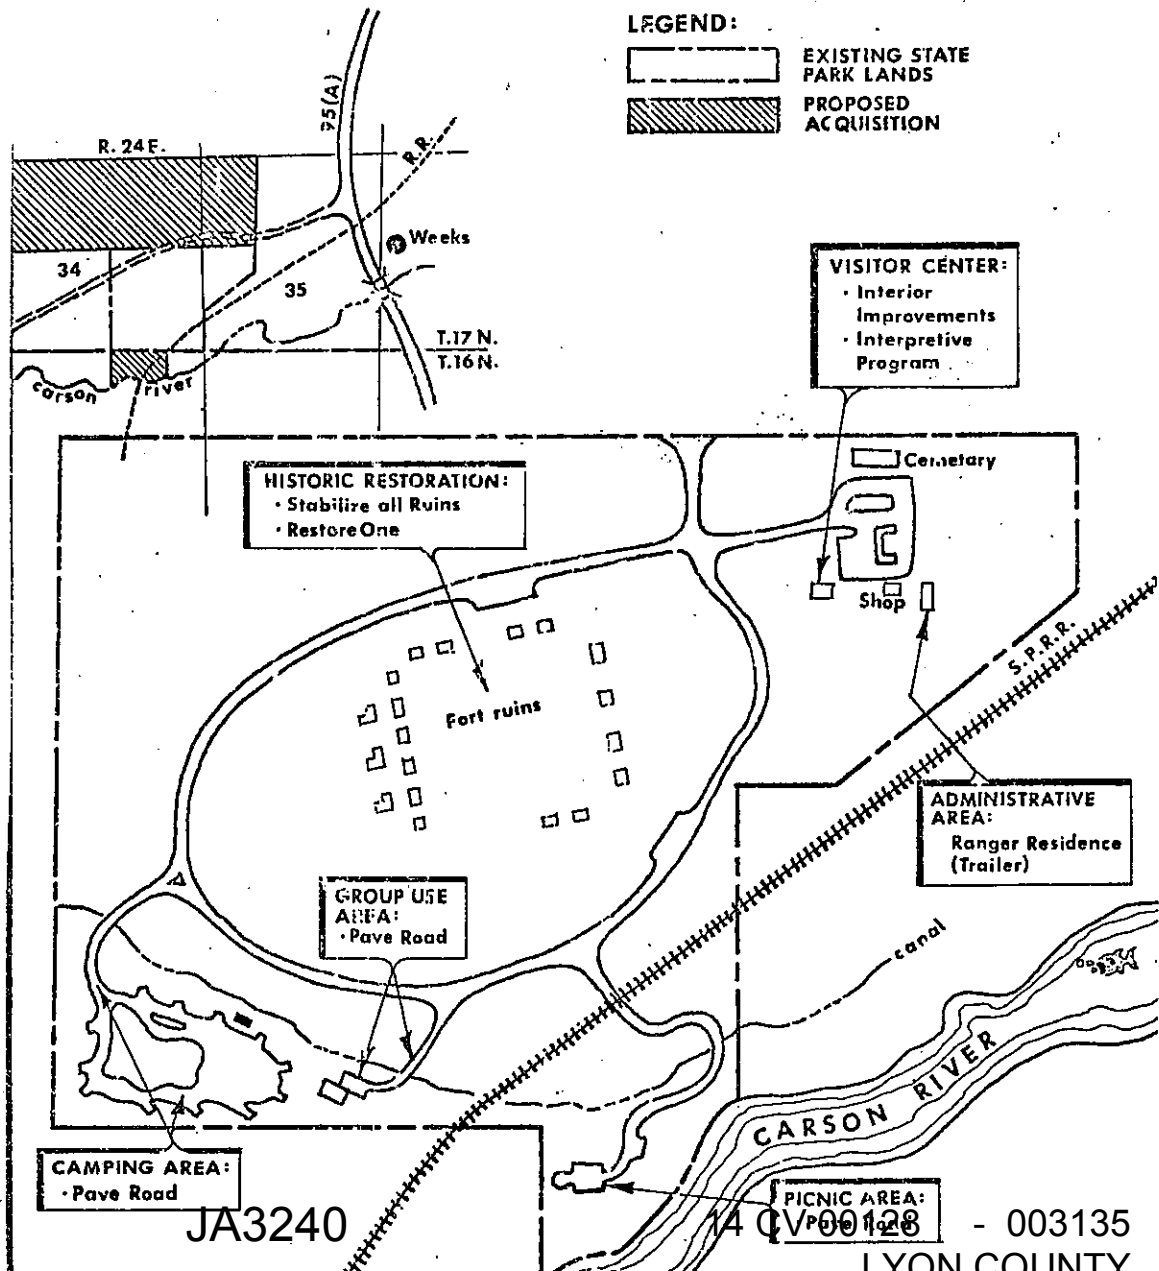 LEGEND:
EXISTING STATE
PARK LANDS
PROPOSED
ACQUISITION
95(A)
R. 24 E.
R.R.
Weeks
34
35
T.17 N.
T.16 N.
carson river
VISITOR CENTER:
· Interior
Improvements
· Interpretive
Program
HISTORIC RESTORATION:
· Stabilize all Ruins
· Restore One
Cemetary
Shop
S.P.R.R.
Fort ruins
ADMINISTRATIVE
AREA:
Ranger Residence
(Trailer)
GROUP USE
AREA:
· Pave Road
canal
CARSON RIVER
CAMPING AREA:
· Pave Road
PICNIC AREA:
· Pave Road
JA3240
14 CV 00128 - 003135
LYON COUNTY